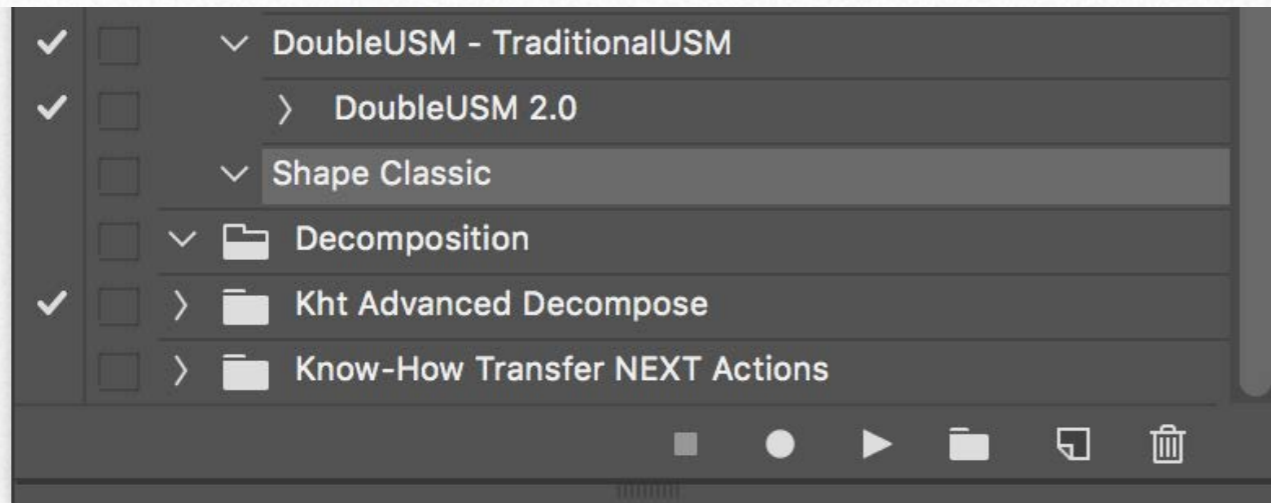 DoubleUSM - TraditionalUSM
DoubleUSM 2.0
Shape Classic
Decomposition
Kht Advanced Decompose
Know-How Transfer NEXT Actions